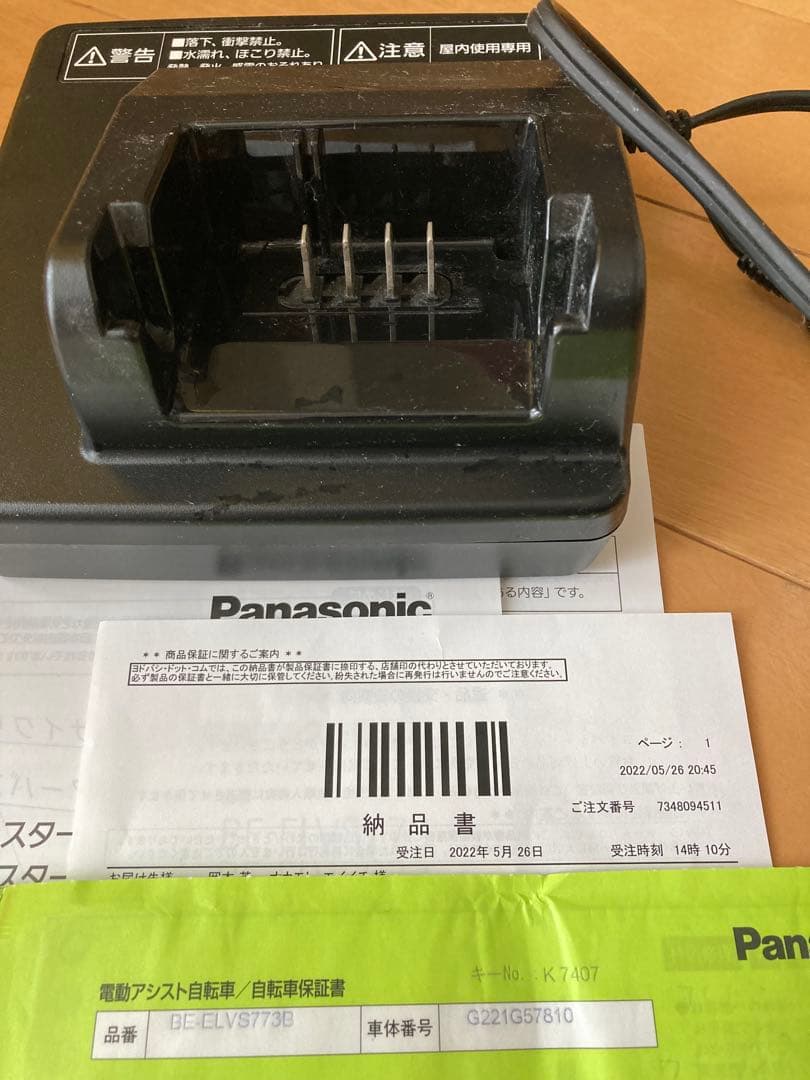 警告
■落下、衝撃禁止。
■水濡れ、ほこり禁止。
注意
屋内使用専用
る内容」です。
Panasonic®
** 商品保証に関するご案内 **
ヨドバシ・ドット・コムでは、この納品書が製品保証書に捺印する、店舗印の代わりとさせていただいております。
必ず製品の保証書と一緒に大切に保管してください。紛失された場合に再発行は行いませんのでご注意ください。
ページ: 1
2022/05/26 20:45
ご注文番号 7348094511
納品書
受注日 2022年 5月 26日 受注時刻 14時 10分
スター
スター
Pan
キーNo. K7407
電動アシスト自転車/自転車保証書
品番 BE-ELVS773B 車体番号 G221G57810